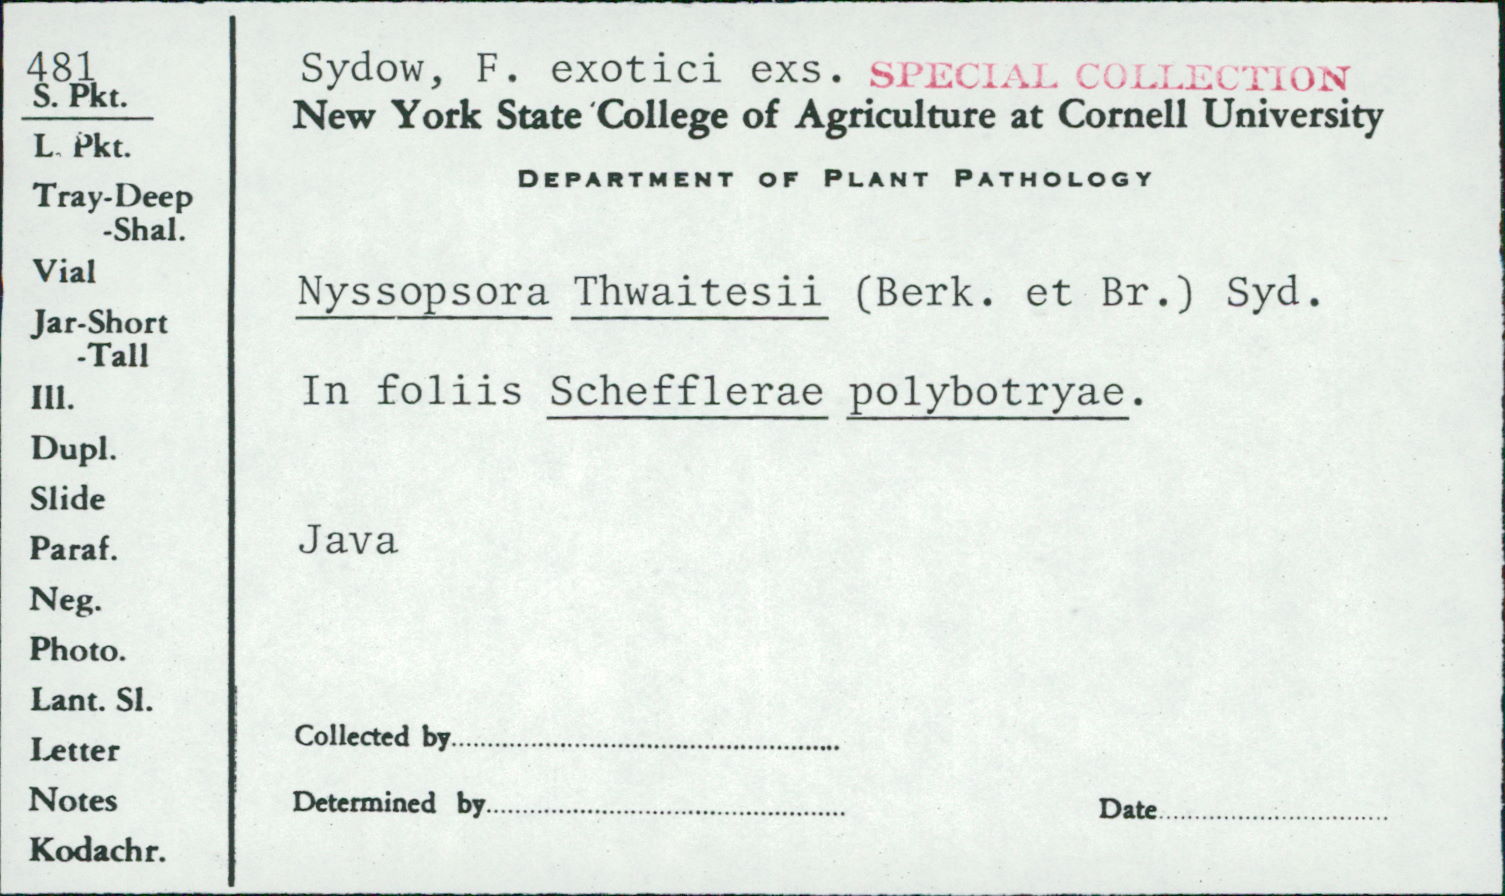 481
S. Pkt.
L. Pkt.
Tray-Deep
-Shal.
Vial
Jar-Short
-Tall
Ill.
Dupl.
Slide
Paraf.
Neg.
Photo.
Lant. Sl.
Letter
Notes
Kodachr.
Sydow, F. exotici exs. SPECIAL COLLECTION
New York State College of Agriculture at Cornell University
DEPARTMENT OF PLANT PATHOLOGY
Nyssopsora Thwaitesii (Berk. et Br.) Syd.
In foliis Schefflerae polybotryae.
Java
Collected by
Determined by
Date